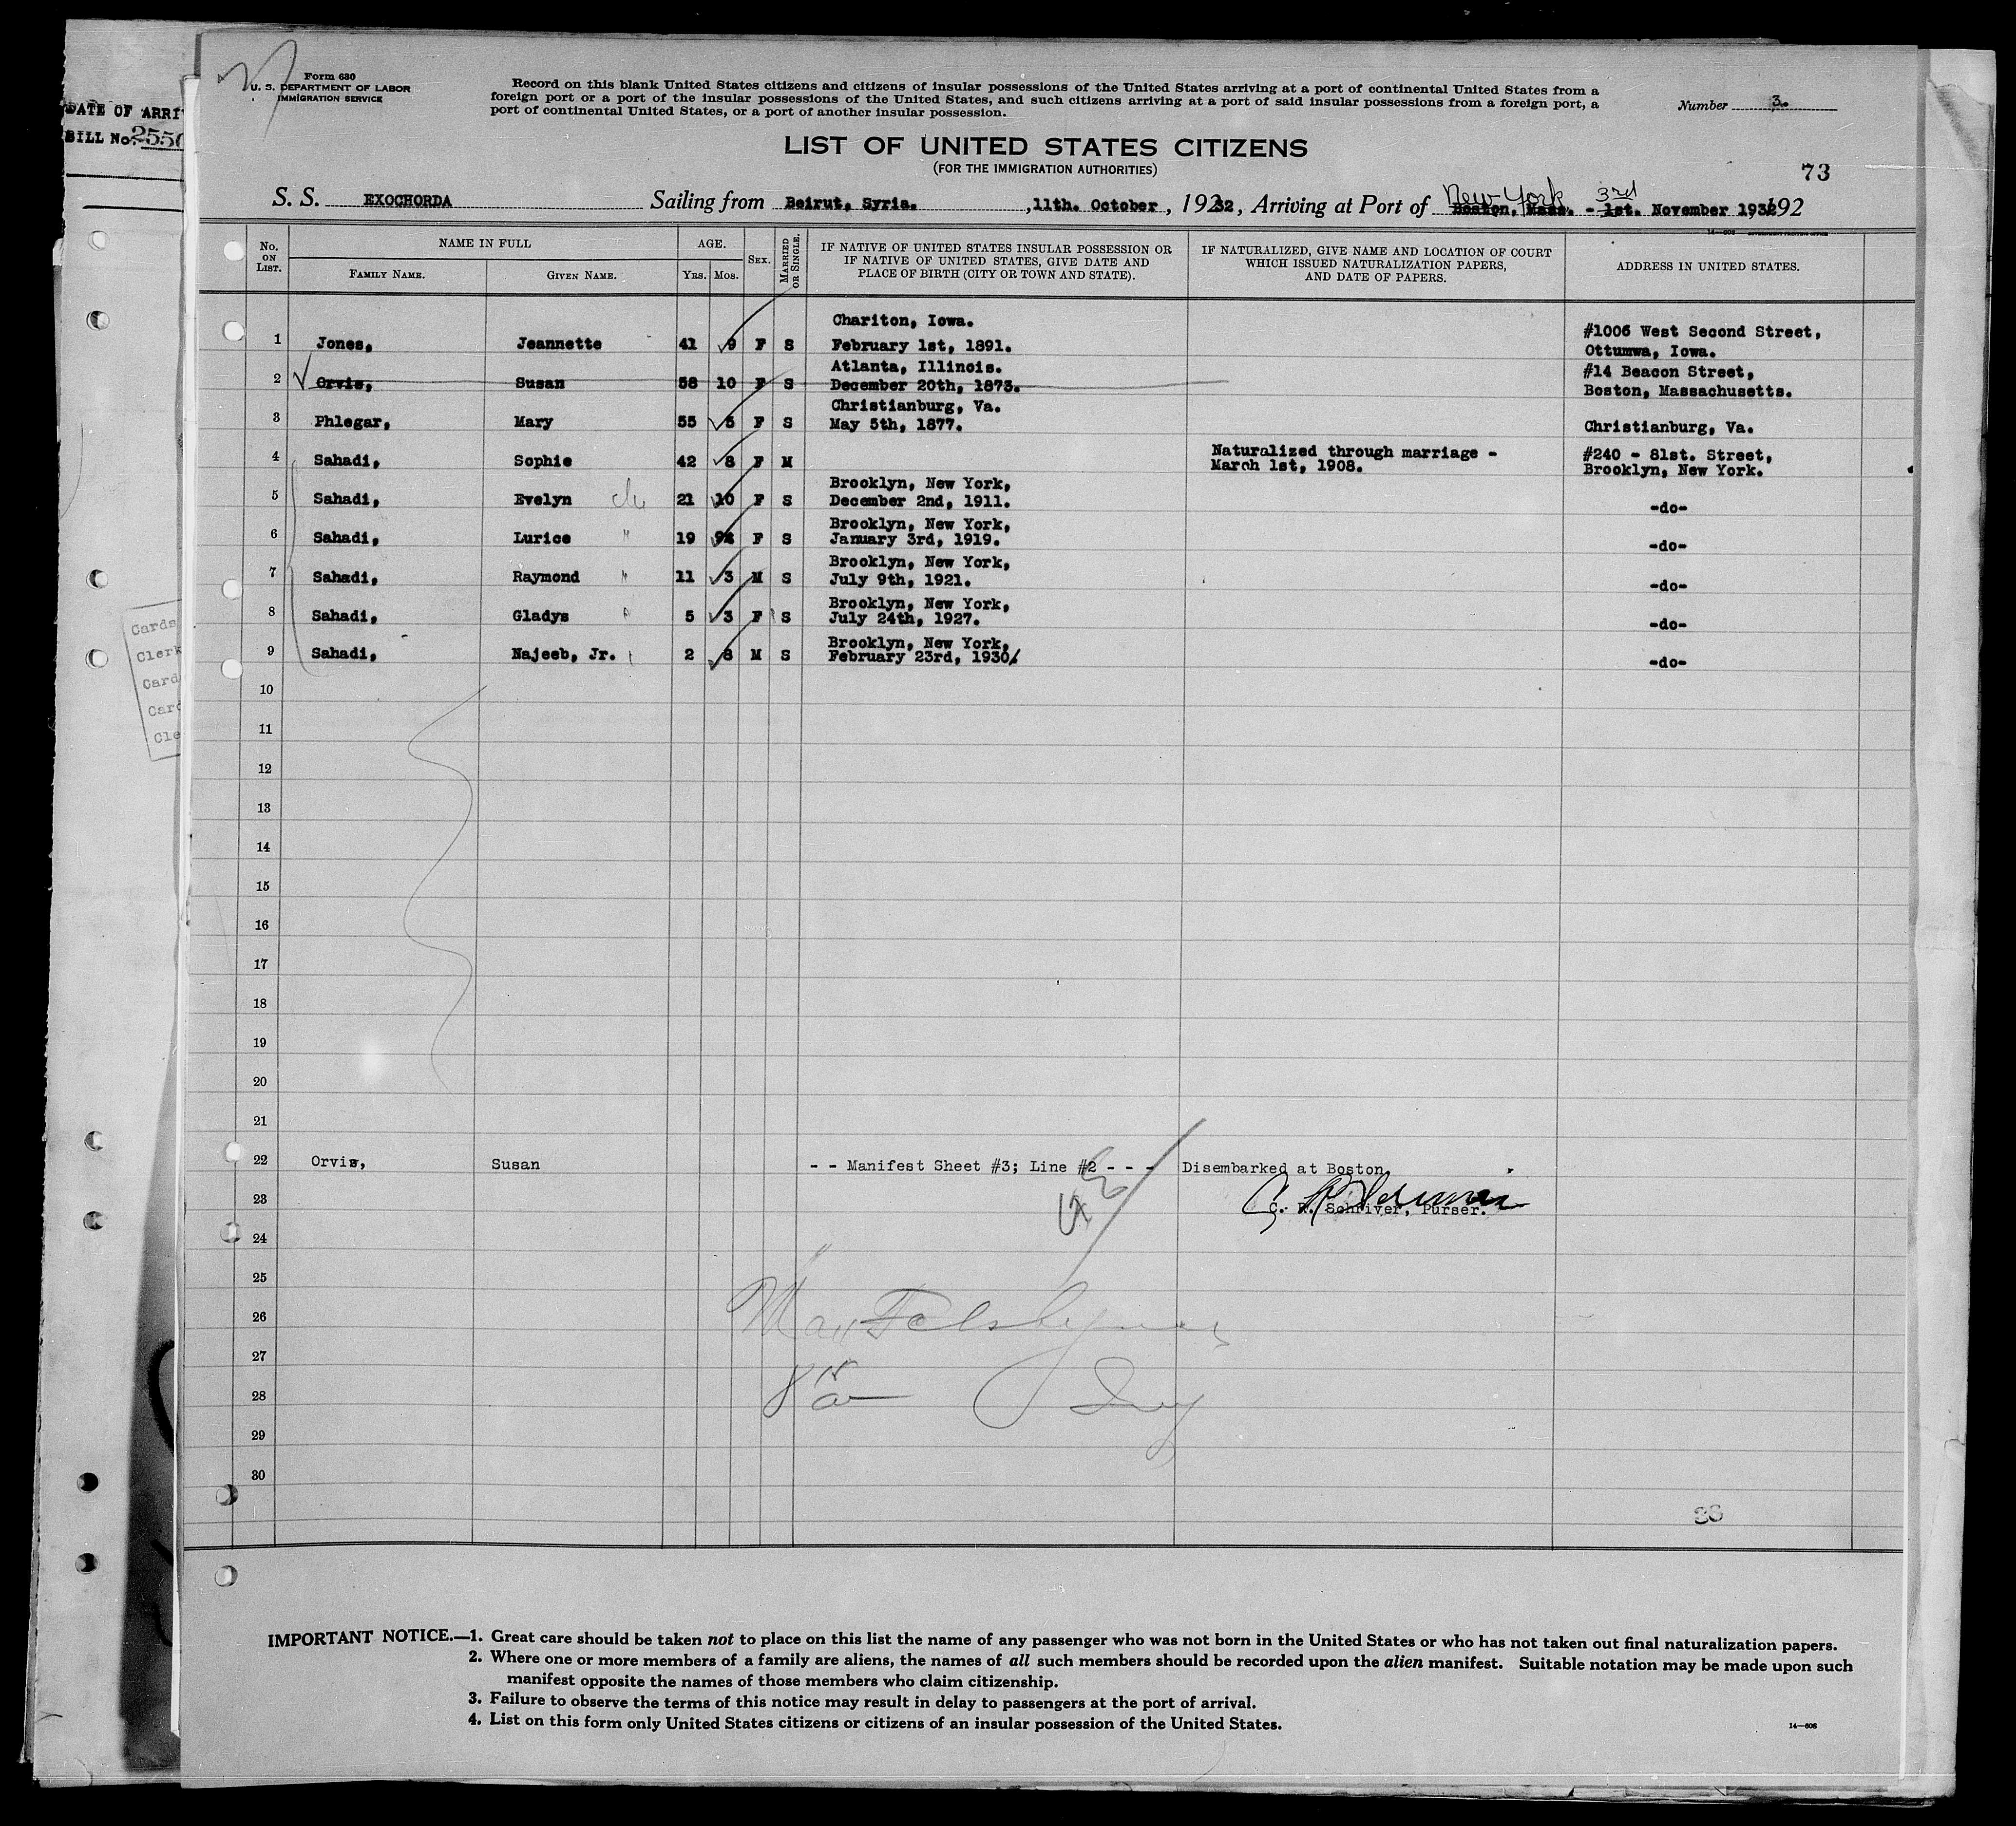 Form 630
U. S. DEPARTMENT OF LABOR
IMMIGRATION SERVICE
Record on this blank United States citizens and citizens of insular possessions of the United States arriving at a port of continental United States from a
foreign port or a port of the insular possessions of the United States, and such citizens arriving at a port of said insular possessions from a foreign port, a
port of continental United States, or a port of another insular possession.
Number 3.
DATE OF ARRI
BILL No. 2550
LIST OF UNITED STATES CITIZENS
(FOR THE IMMIGRATION AUTHORITIES)
73
S. S. EXOCHORDA Sailing from Beirut, Syria. , 11th. October , 19232 , Arriving at Port of New York Boston, Mass. - 3rd 1st. November 1932 192
No. ON LIST. NAME IN FULL FAMILY NAME. GIVEN NAME. AGE. YRS. MOS. SEX. MARRIED OR SINGLE. IF NATIVE OF UNITED STATES INSULAR POSSESSION OR IF NATIVE OF UNITED STATES, GIVE DATE AND PLACE OF BIRTH (CITY OR TOWN AND STATE). IF NATURALIZED, GIVE NAME AND LOCATION OF COURT WHICH ISSUED NATURALIZATION PAPERS, AND DATE OF PAPERS. ADDRESS IN UNITED STATES.
Chariton, Iowa. #1006 West Second Street,
1 Jones, Jeannette 41 9 F S February 1st, 1891. Ottumwa, Iowa.
Atlanta, Illinois. #14 Beacon Street,
2 Orvis, Susan 58 10 F S December 20th, 1873. Boston, Massachusetts.
Christianburg, Va.
3 Phlegar, Mary 55 5 F S May 5th, 1877. Christianburg, Va.
Naturalized through marriage - #240 - 81st. Street,
4 Sahadi, Sophie 42 8 F M March 1st, 1908. Brooklyn, New York.
Brooklyn, New York,
5 Sahadi, Evelyn 21 10 F S December 2nd, 1911. -do-
Brooklyn, New York,
6 Sahadi, Lurice 19 F S January 3rd, 1919. -do-
Brooklyn, New York,
7 Sahadi, Raymond 11 3 M S July 9th, 1921. -do-
Brooklyn, New York,
8 Sahadi, Gladys 5 3 F S July 24th, 1927. -do-
Brooklyn, New York,
9 Sahadi, Najeeb, Jr. 2 8 M S February 23rd, 1930. -do-
Cards
Clerk
Card
Card
Cle
10
11
12
13
14
15
16
17
18
19
20
21
22 Orvis, Susan - - Manifest Sheet #3; Line #2 - - - Disembarked at Boston
23 C. R. Schriver, Purser.
24
25
26
27
28
29
30
86
IMPORTANT NOTICE.—1. Great care should be taken not to place on this list the name of any passenger who was not born in the United States or who has not taken out final naturalization papers.
2. Where one or more members of a family are aliens, the names of all such members should be recorded upon the alien manifest. Suitable notation may be made upon such
manifest opposite the names of those members who claim citizenship.
3. Failure to observe the terms of this notice may result in delay to passengers at the port of arrival.
4. List on this form only United States citizens or citizens of an insular possession of the United States.
14—606